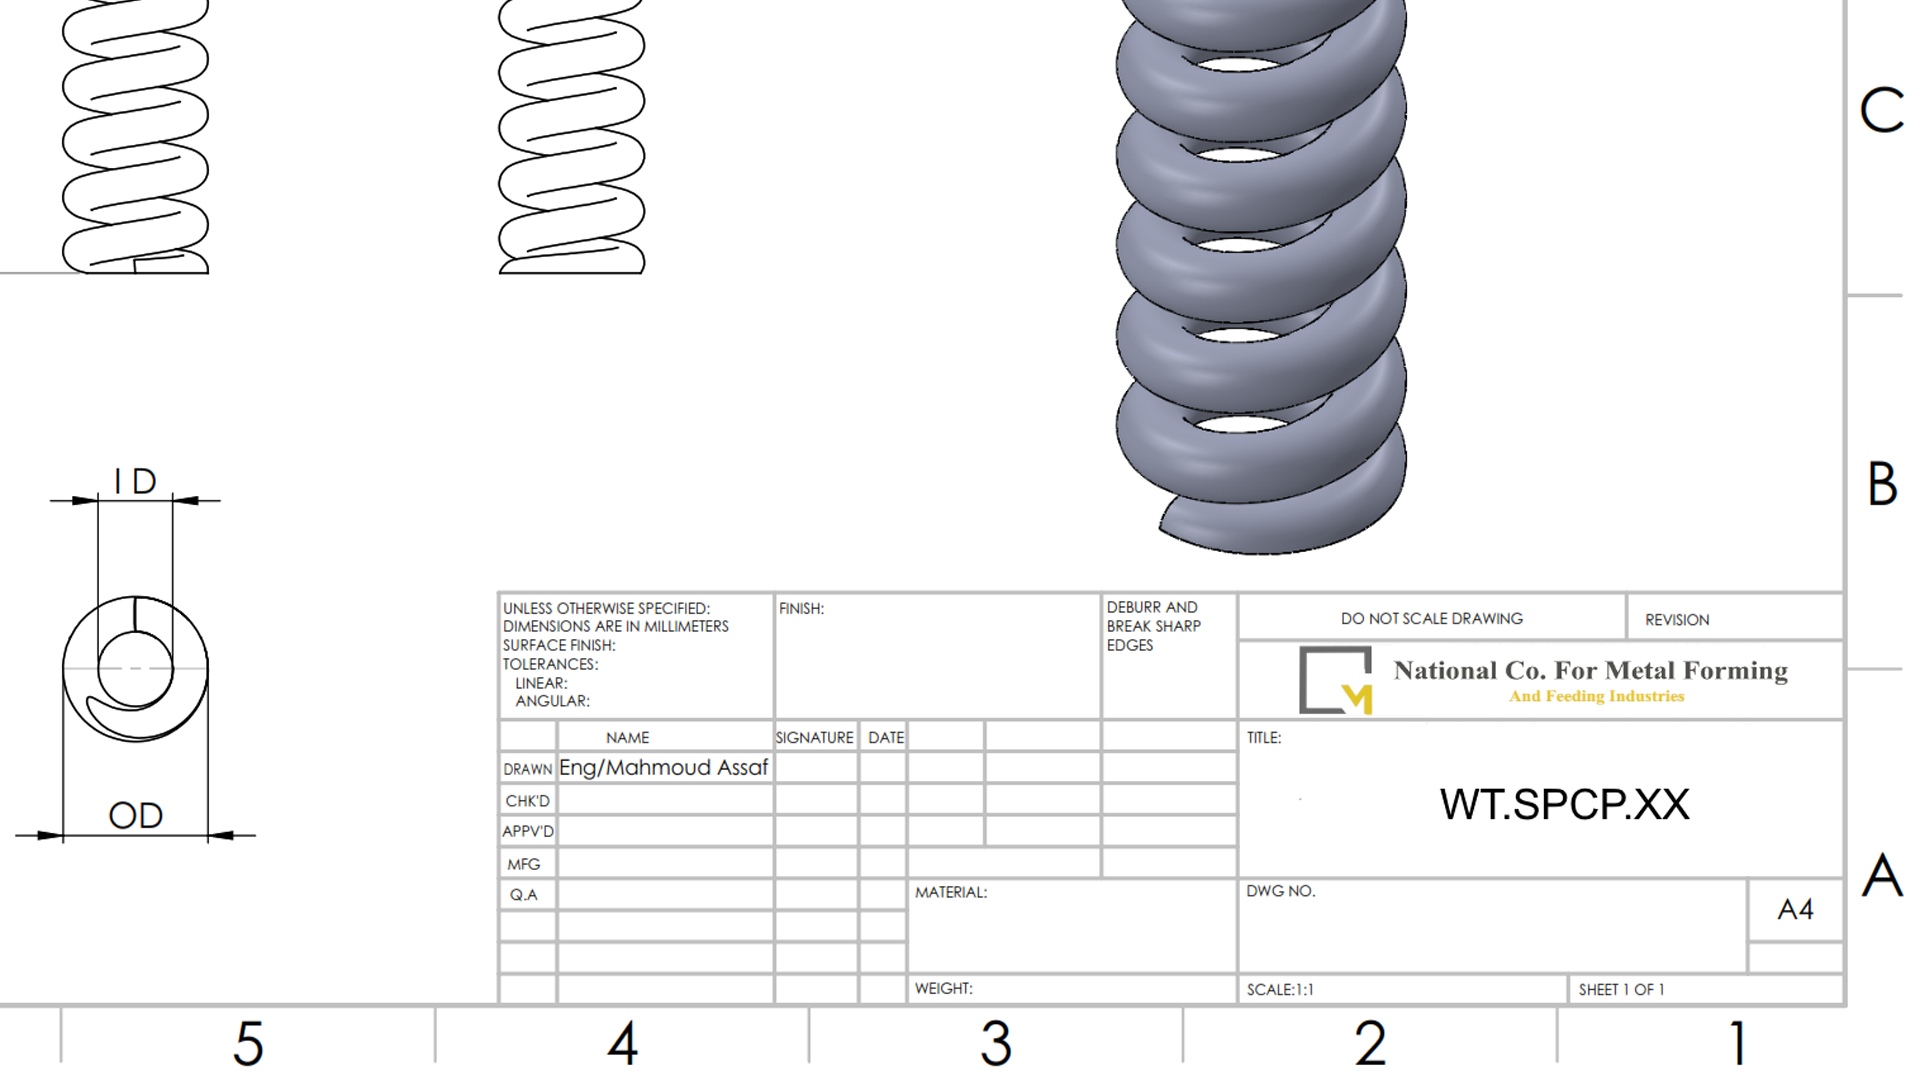 C
B
I D
OD
UNLESS OTHERWISE SPECIFIED:
DIMENSIONS ARE IN MILLIMETERS
SURFACE FINISH:
TOLERANCES:
LINEAR:
ANGULAR:
FINISH:
DEBURR AND
BREAK SHARP
EDGES
DO NOT SCALE DRAWING
REVISION
M
National Co. For Metal Forming
And Feeding Industries
NAME
SIGNATURE
DATE
TITLE:
DRAWN
Eng/Mahmoud Assaf
CHK'D
APPV'D
MFG
Q.A
WT.SPCP.XX
A
MATERIAL:
DWG NO.
A4
WEIGHT:
SCALE:1:1
SHEET 1 OF 1
5
4
3
2
1